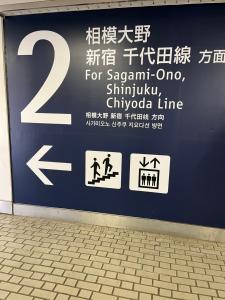 2
相模大野
新宿 千代田線 方面
For Sagami-Ono,
Shinjuku,
Chiyoda Line
相模大野 新宿 千代田线 方向
사가미오노 신주쿠 지요다선 방면